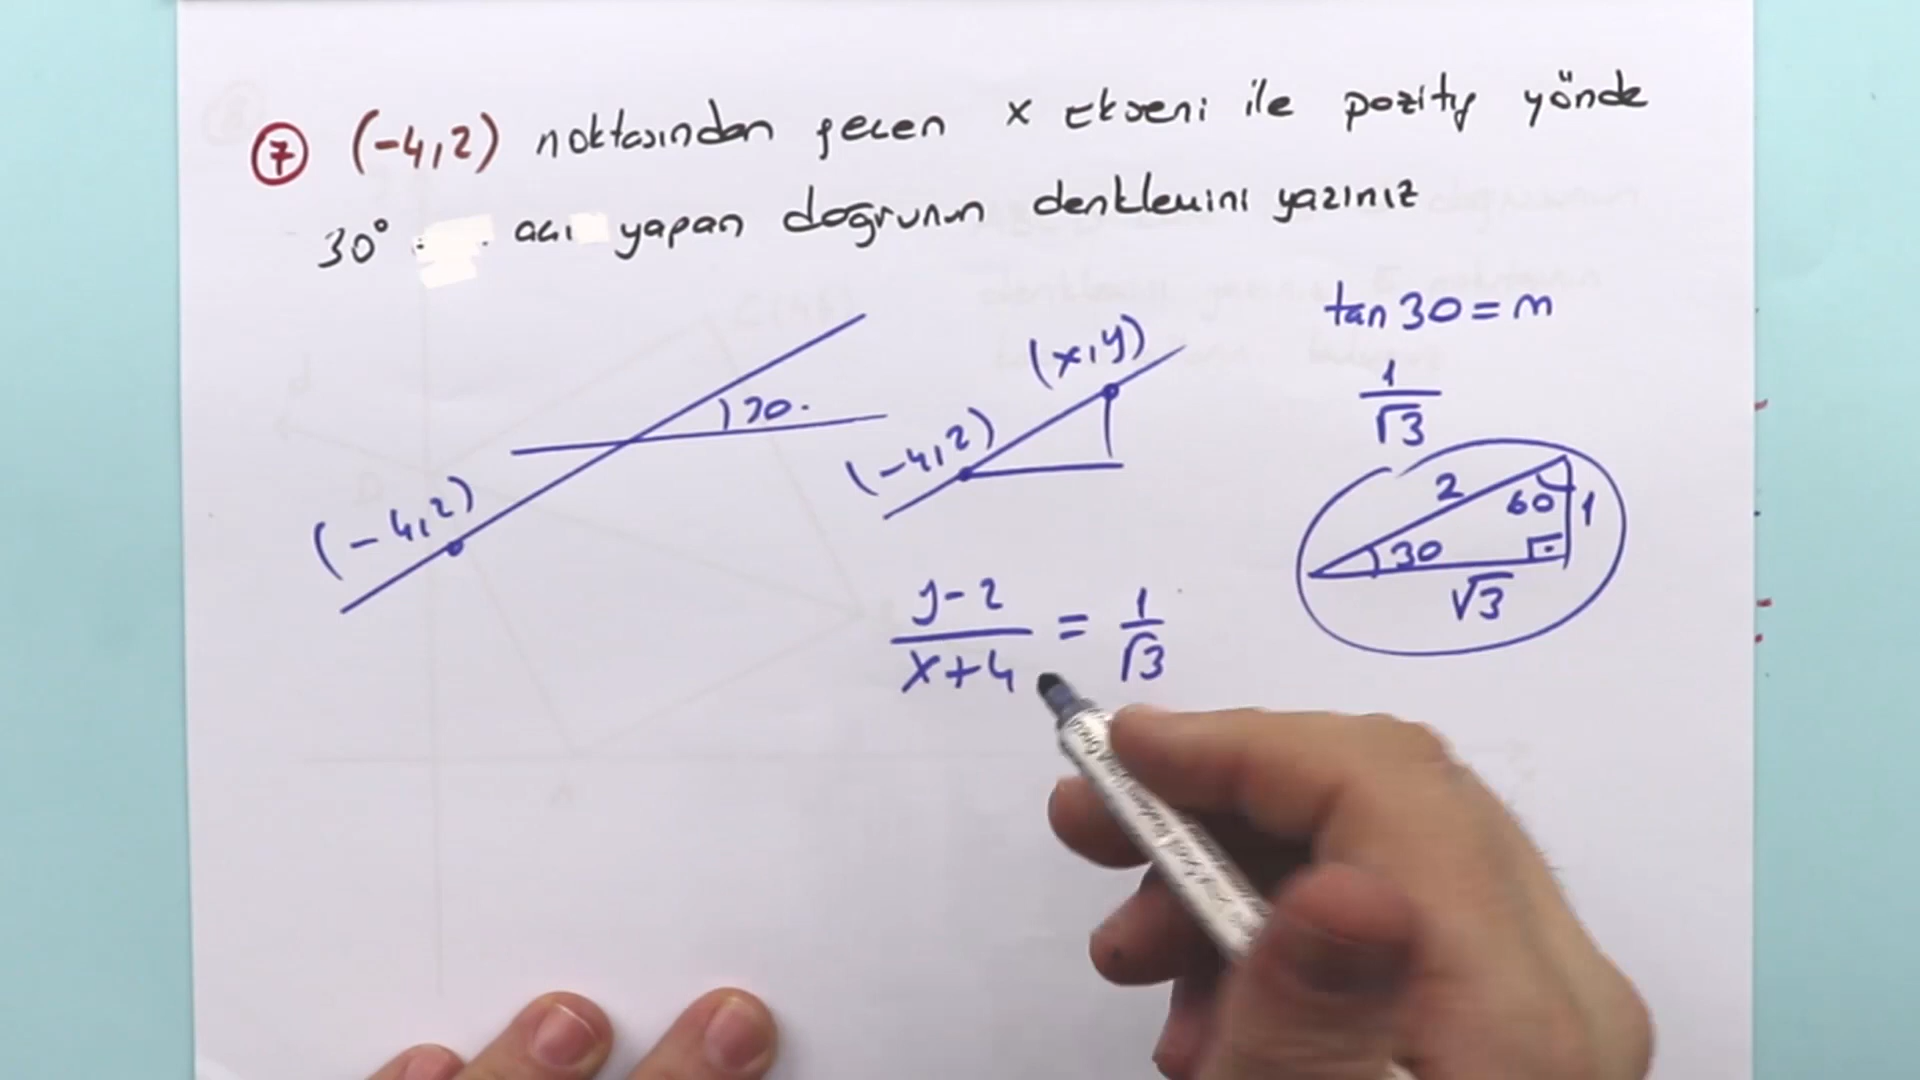 7 (-4,2) noktasından geçen x Ekseni ile pozitif yönde
30° açı yapan doğrunun denklemini yazınız
tan 30 = m
1
√3
(x,y)
(-4,2)
30.
(-4,2)
2
60
1
30
√3
y-2
x+4
=
1
√3